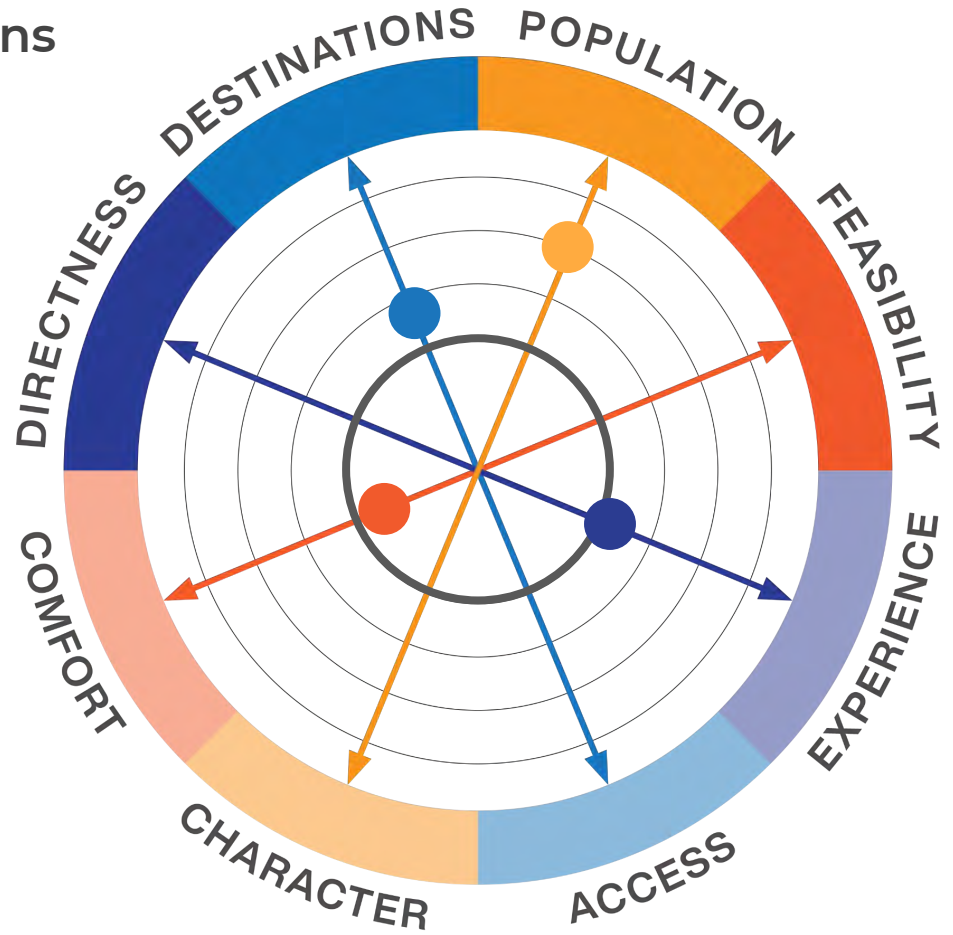 ns
DESTINATIONS
POPULATION
FEASIBILITY
EXPERIENCE
ACCESS
CHARACTER
COMFORT
DIRECTNESS